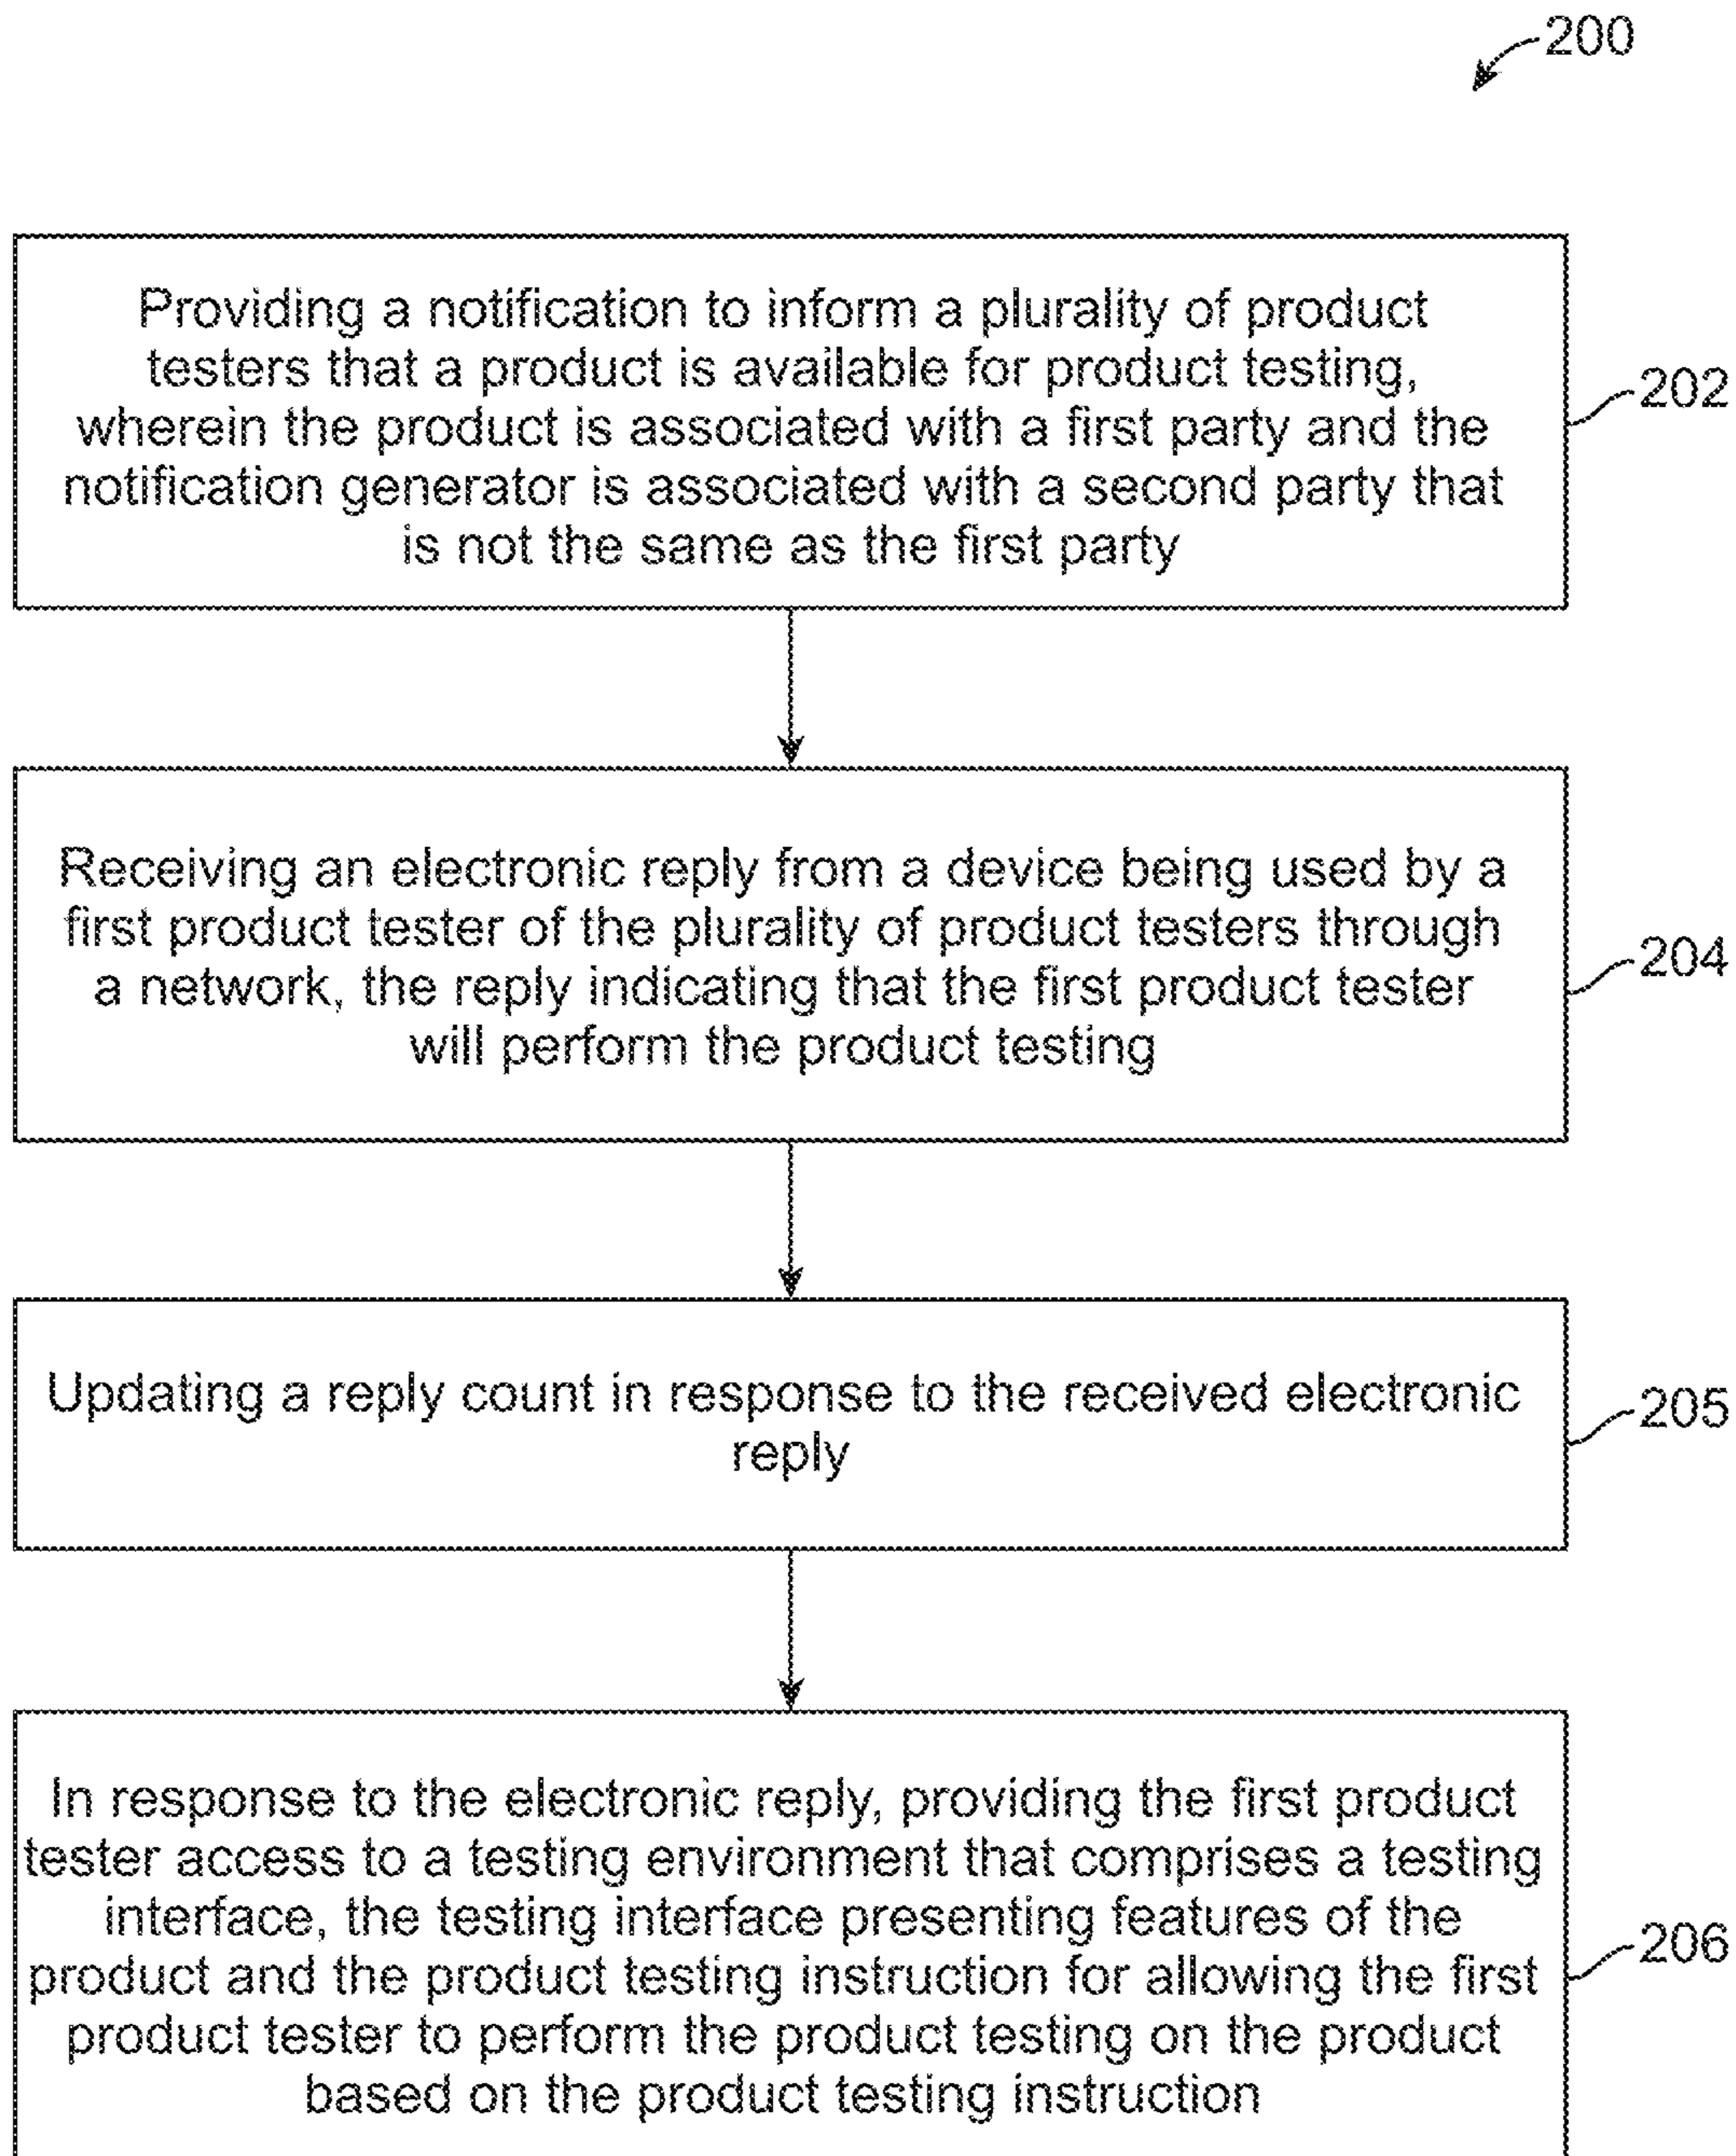 200
Providing a notification to inform a plurality of product
testers that a product is available for product testing,
wherein the product is associated with a first party and the
notification generator is associated with a second party that
is not the same as the first party
202
Receiving an electronic reply from a device being used by a
first product tester of the plurality of product testers through
a network, the reply indicating that the first product tester
will perform the product testing
204
Updating a reply count in response to the received electronic
reply
205
In response to the electronic reply, providing the first product
tester access to a testing environment that comprises a testing
interface, the testing interface presenting features of the
product and the product testing instruction for allowing the first
product tester to perform the product testing on the product
based on the product testing instruction
206